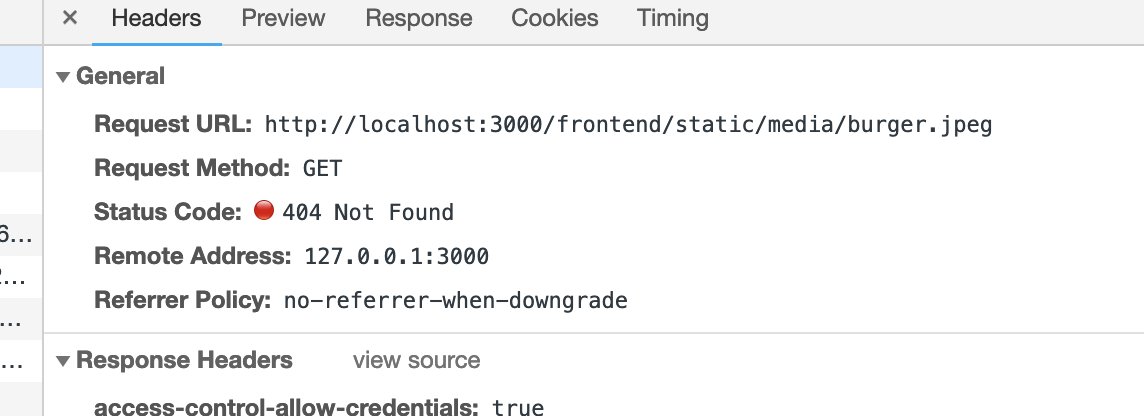 × Headers Preview Response Cookies Timing
▼ General
Request URL: http://localhost:3000/frontend/static/media/burger.jpeg
Request Method: GET
Status Code: 404 Not Found
6... Remote Address: 127.0.0.1:3000
2...
Referrer Policy: no-referrer-when-downgrade
...
... ▼ Response Headers view source
access-control-allow-credentials: true